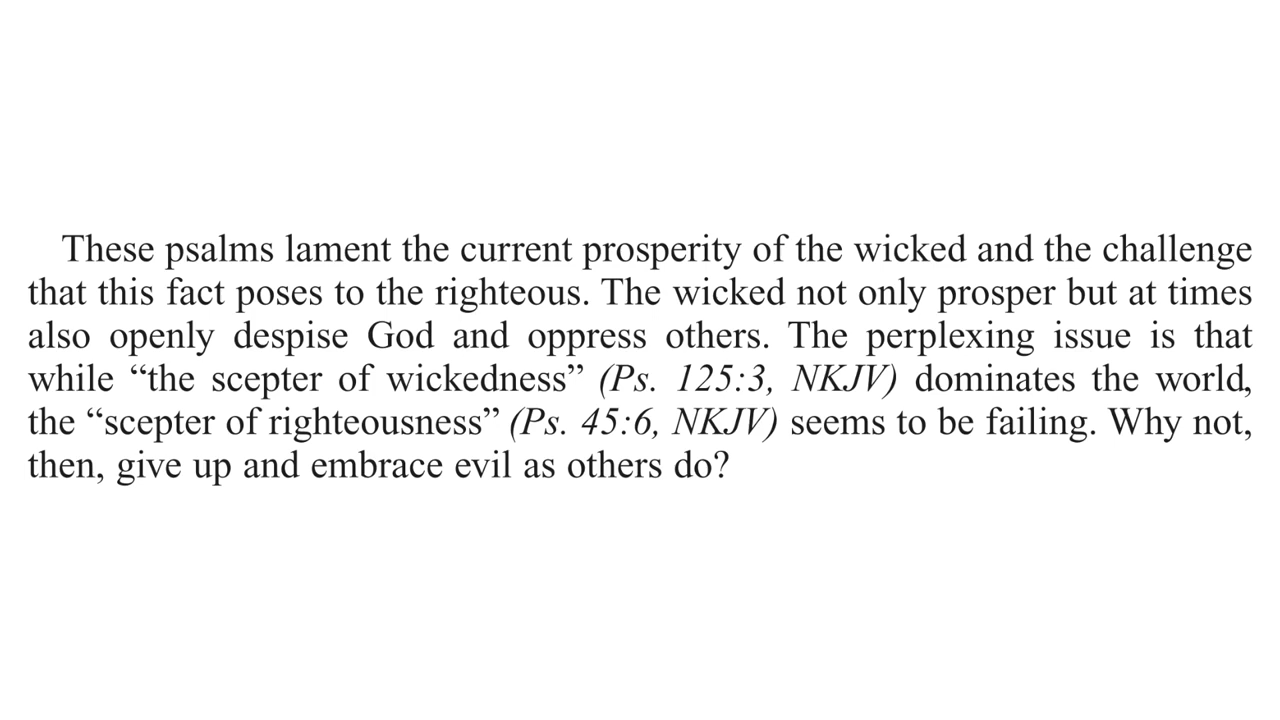 These psalms lament the current prosperity of the wicked and the challenge
that this fact poses to the righteous. The wicked not only prosper but at times
also openly despise God and oppress others. The perplexing issue is that
while “the scepter of wickedness” (Ps. 125:3, NKJV) dominates the world,
the “scepter of righteousness” (Ps. 45:6, NKJV) seems to be failing. Why not,
then, give up and embrace evil as others do?